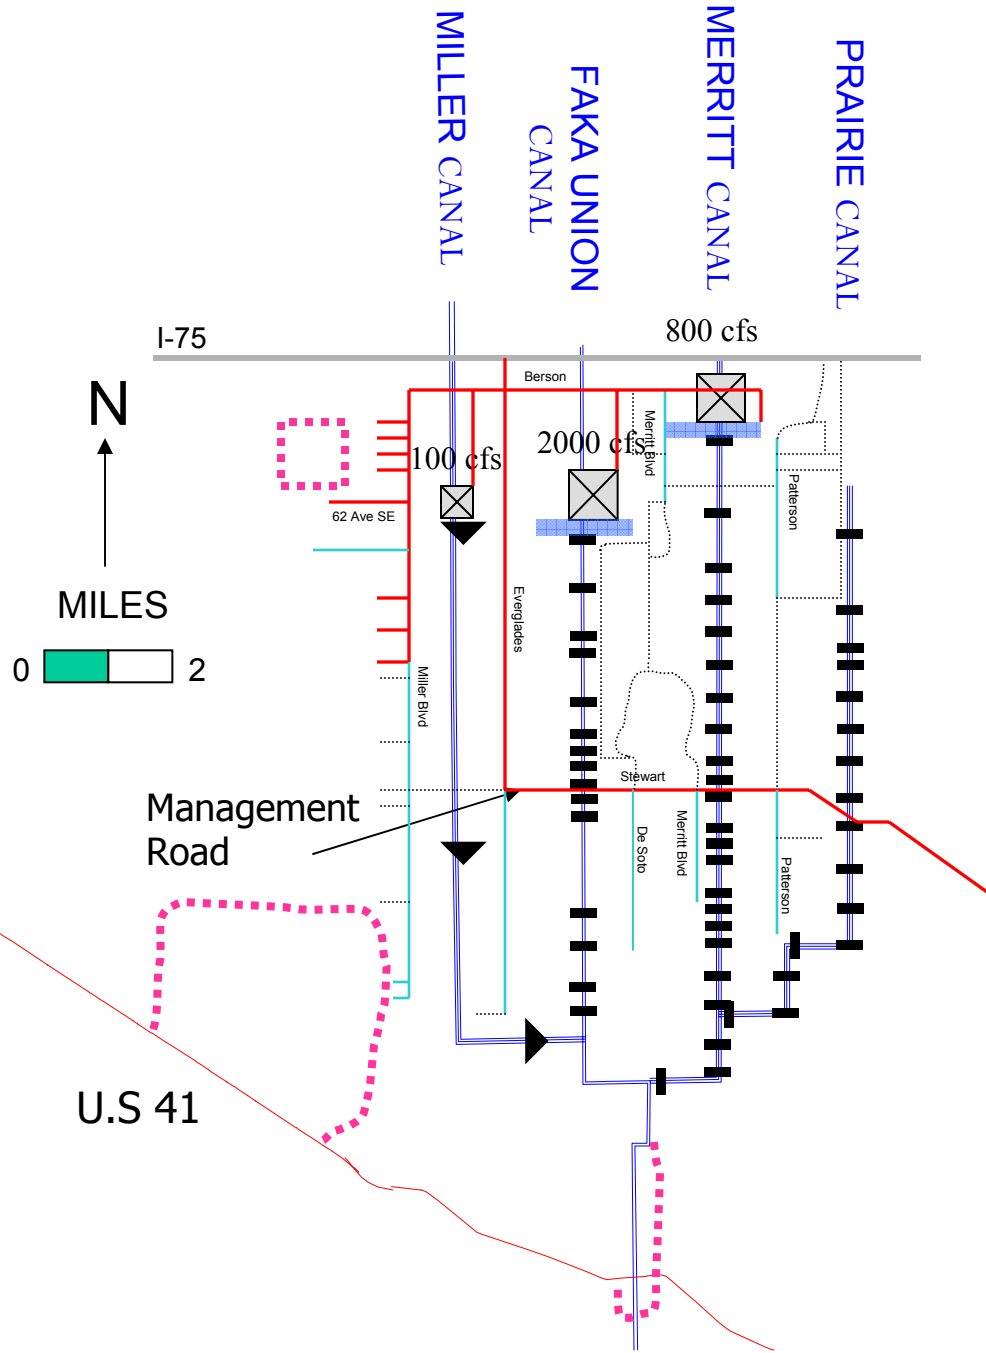 MILLER CANAL
FAKA UNION
CANAL
MERRITT CANAL
PRAIRIE CANAL
800 cfs
I-75
Berson
N
2000 cfs
Merritt Blvd
100 cfs
Patterson
62 Ave SE
Everglades
MILES
0
2
Miller Blvd
Stewart
Management
Road
De Soto
Merritt Blvd
Patterson
U.S 41